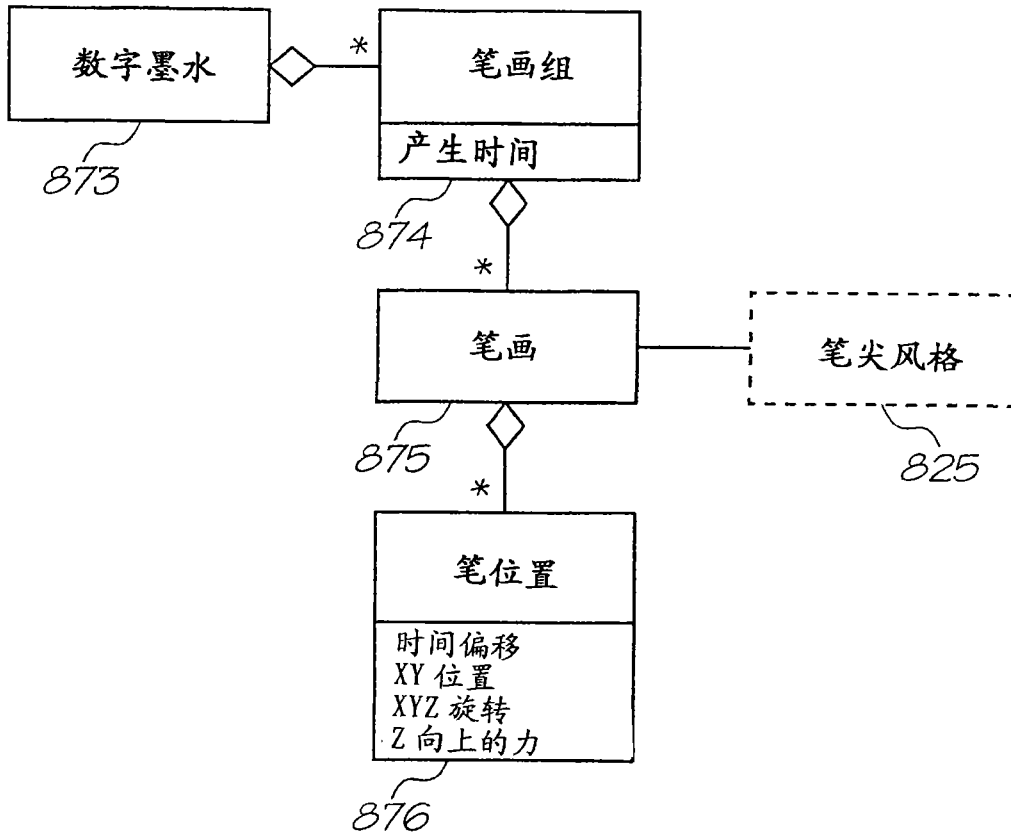 数字墨水
*
笔画组
产生时间
873
874
*
笔画
笔尖风格
875
825
*
笔位置
时间偏移
XY 位置
XYZ 旋转
Z 向上的力
876